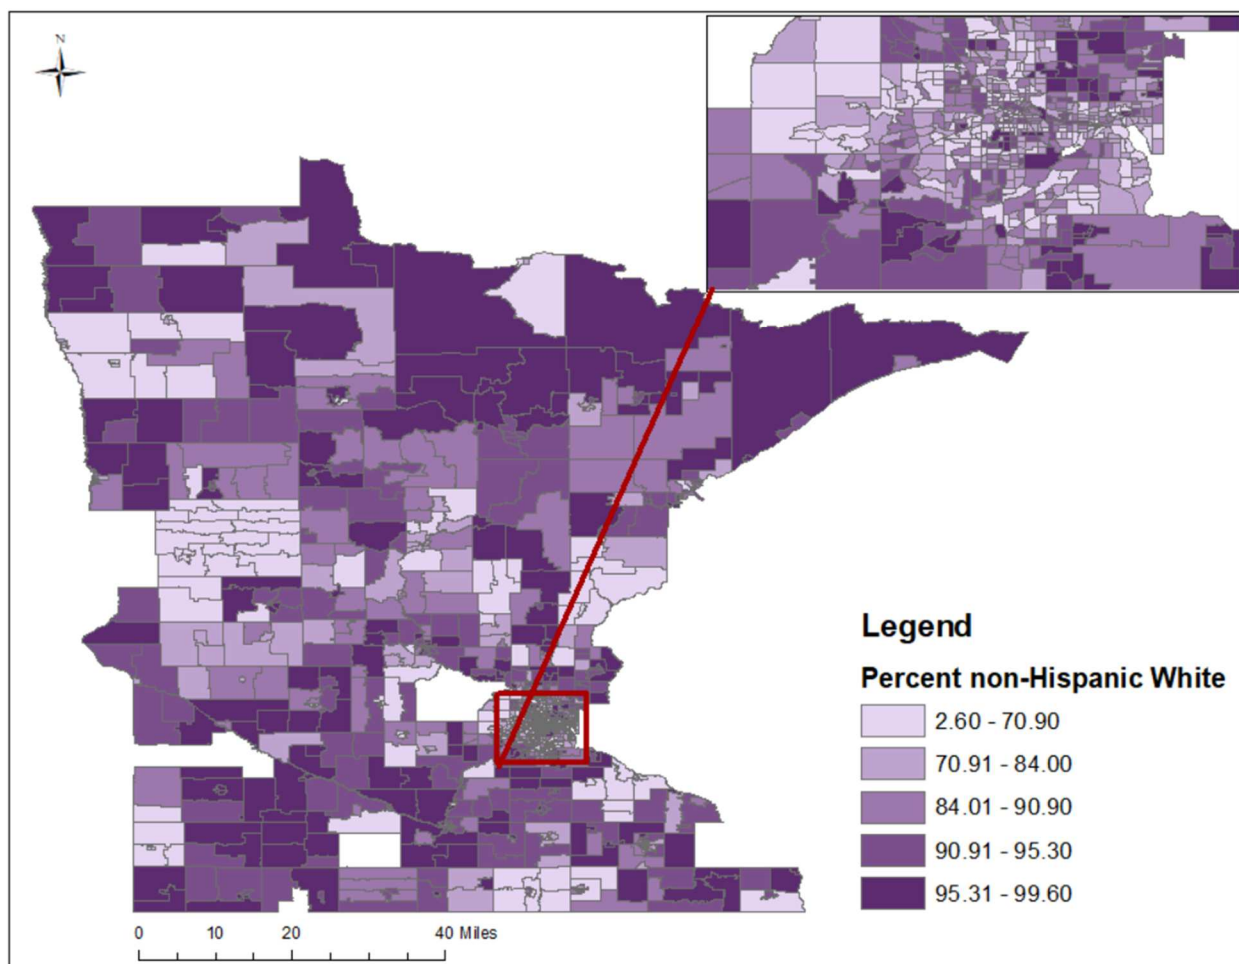 N
Legend
Percent non-Hispanic White
2.60 - 70.90
70.91 - 84.00
84.01 - 90.90
90.91 - 95.30
95.31 - 99.60
0 10 20 40 Miles